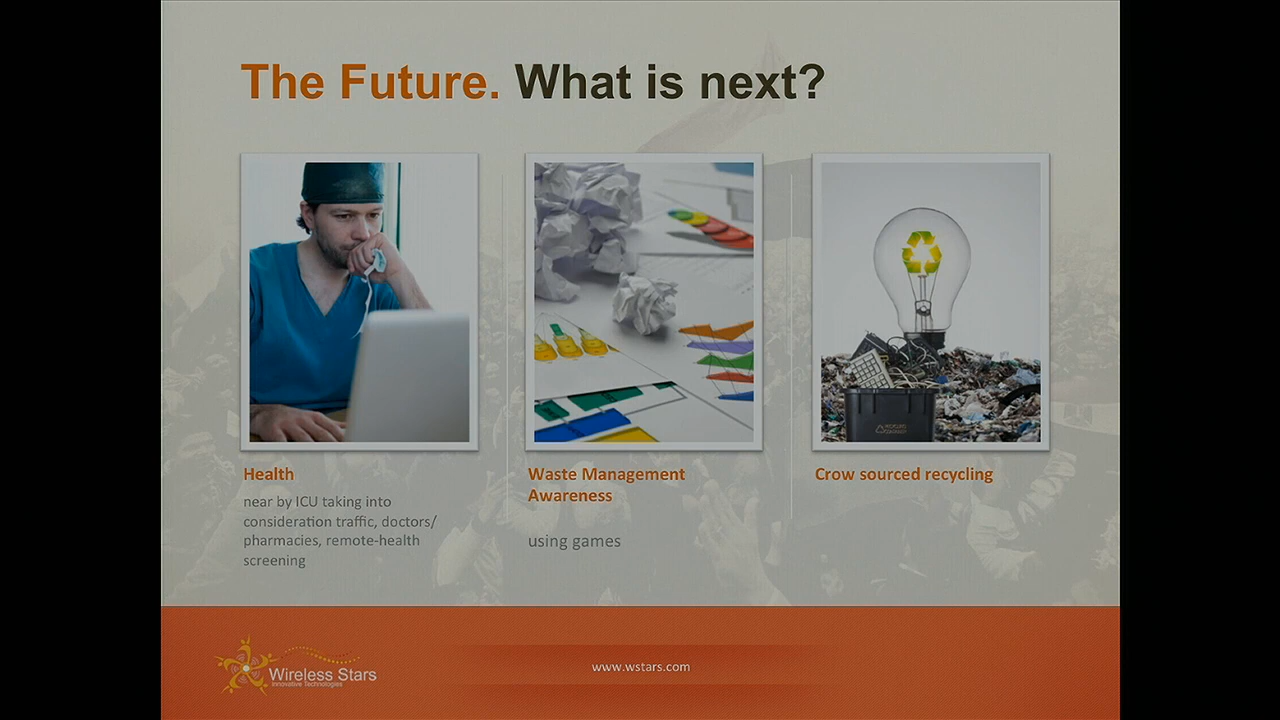 The Future. What is next?
Health
near by ICU taking into
consideration traffic, doctors/
pharmacies, remote-health
screening
Waste Management
Awareness
using games
Crow sourced recycling
Wireless Stars
Innovative Technologies
www.wstars.com